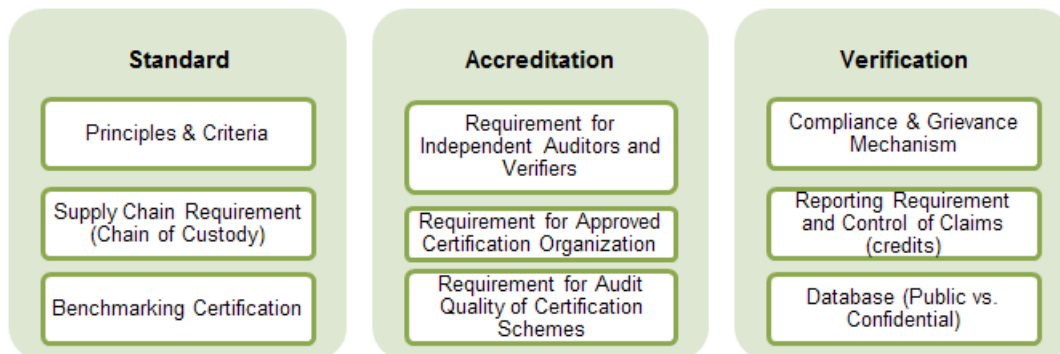 Standard
Principles & Criteria
Supply Chain Requirement
(Chain of Custody)
Benchmarking Certification
Accreditation
Requirement for
Independent Auditors and
Verifiers
Requirement for Approved
Certification Organization
Requirement for Audit
Quality of Certification
Schemes
Verification
Compliance & Grievance
Mechanism
Reporting Requirement
and Control of Claims
(credits)
Database (Public vs.
Confidential)